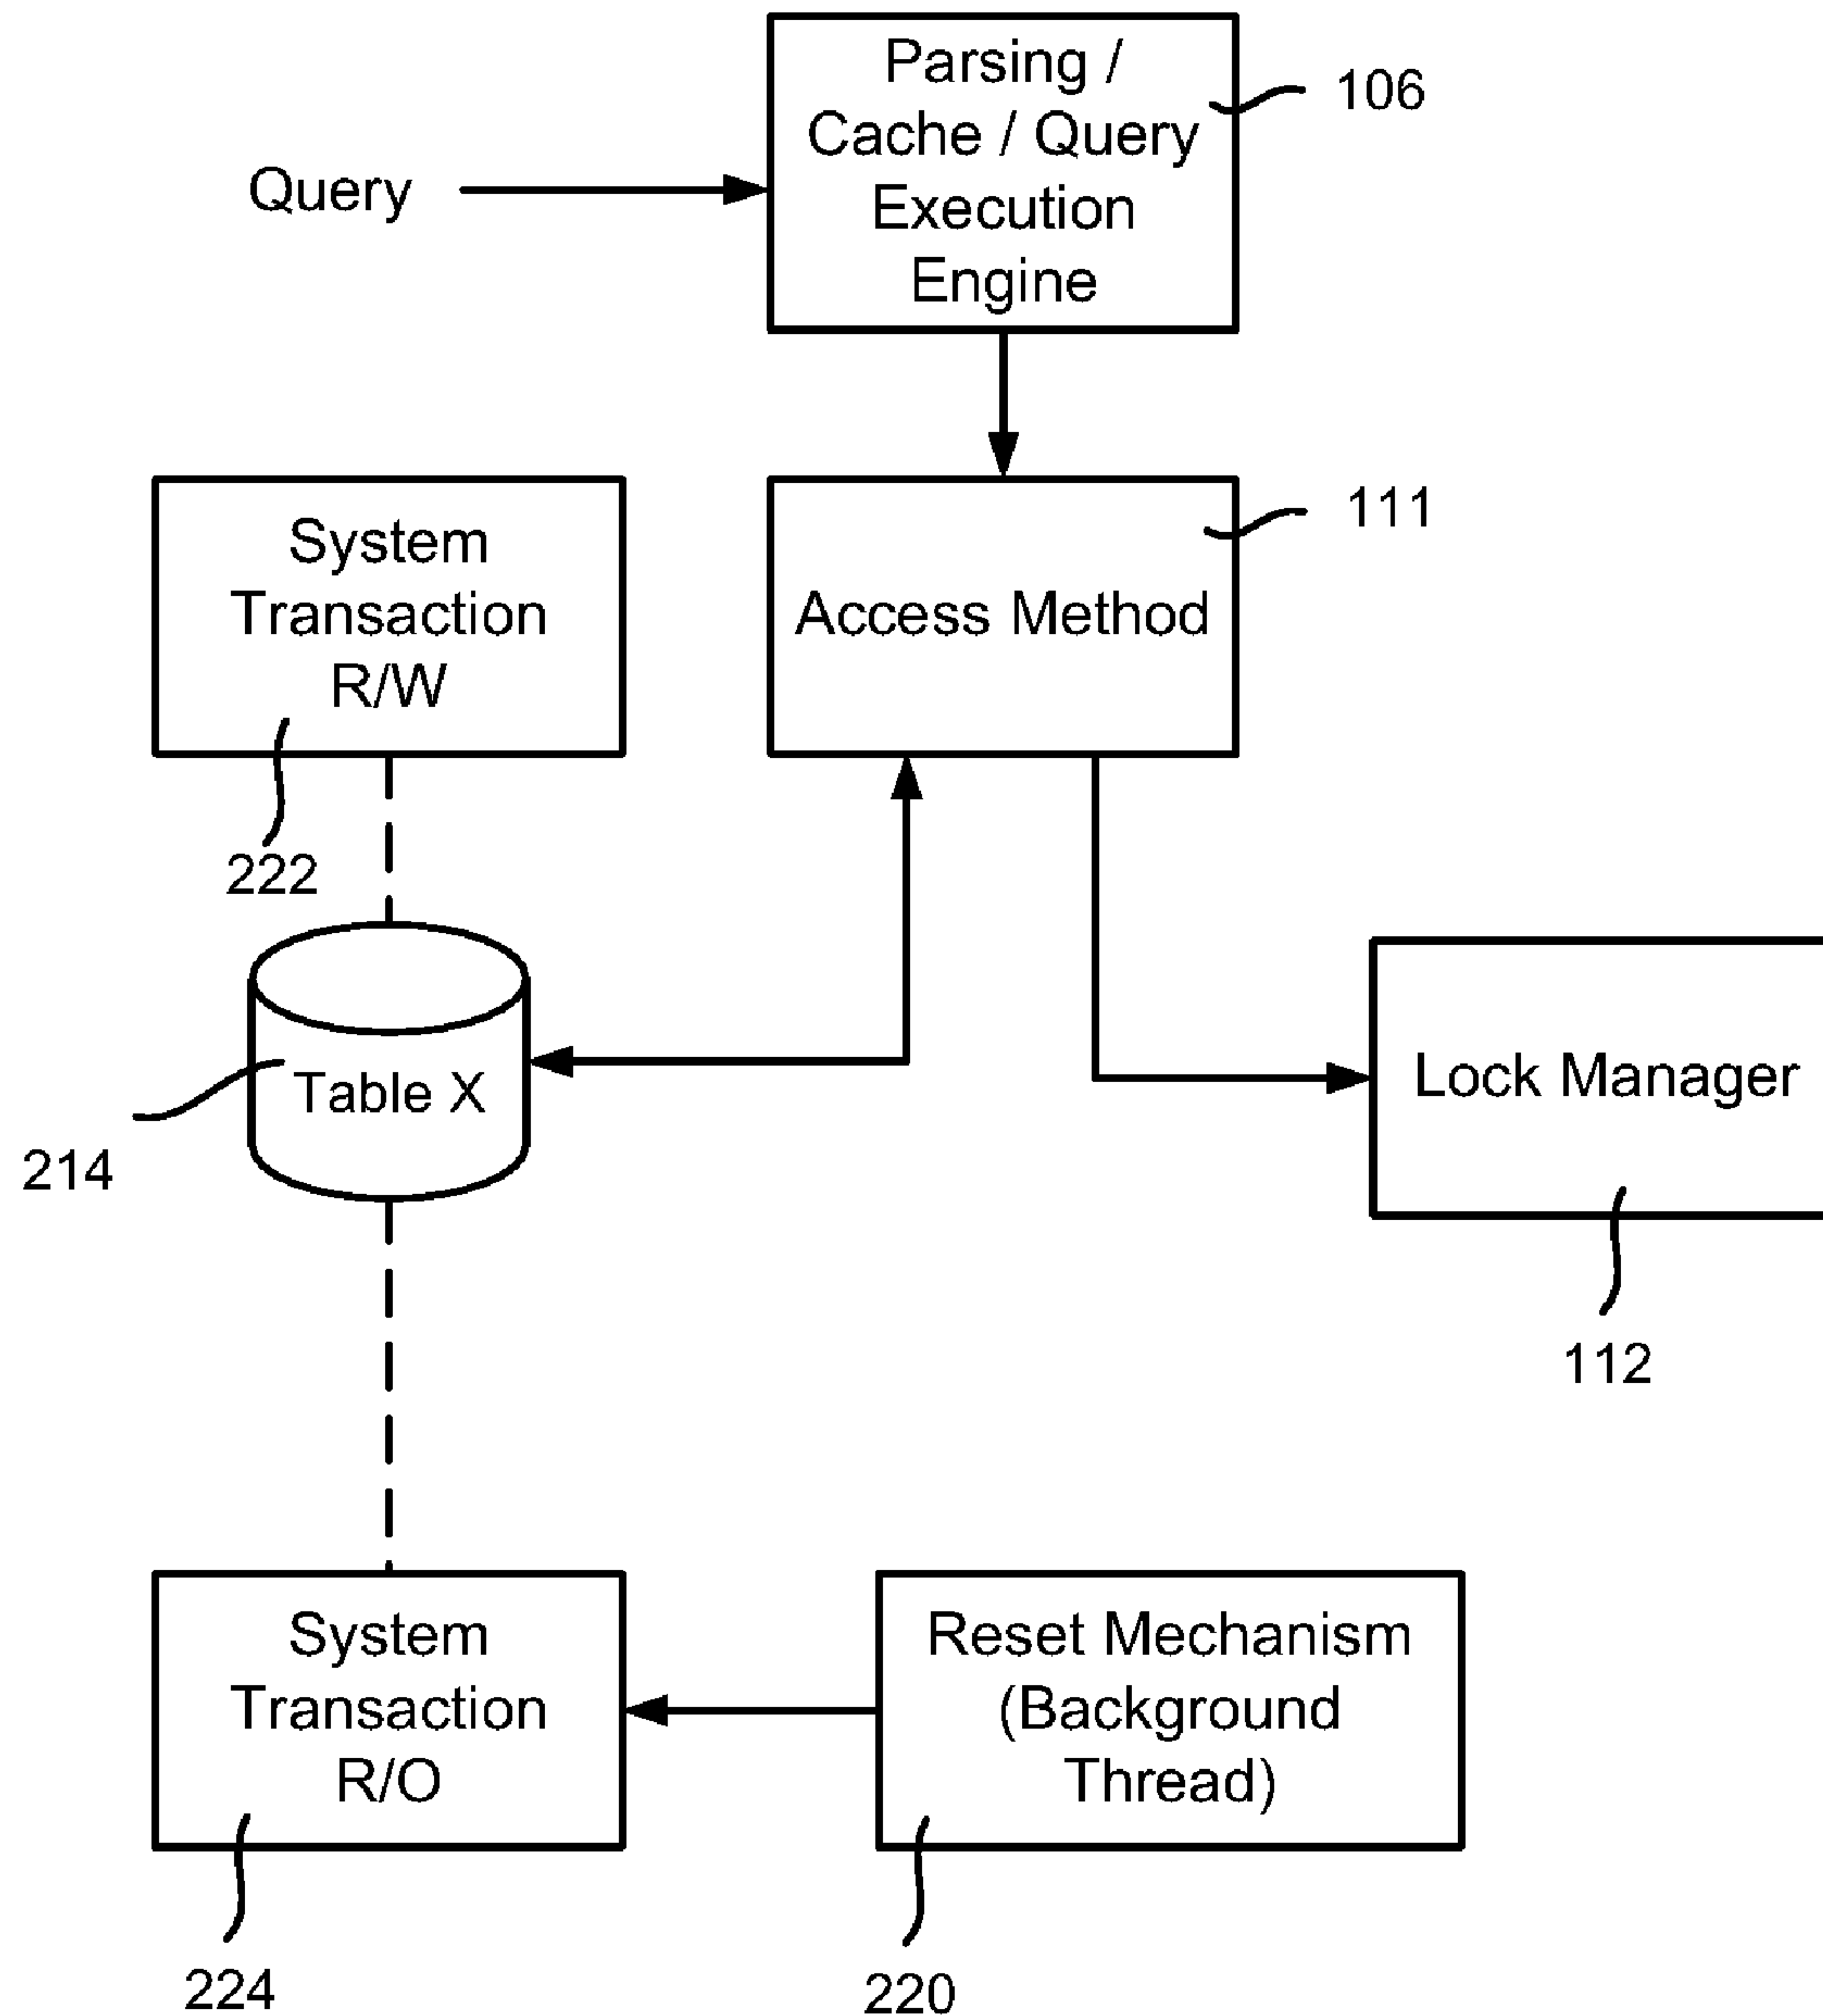 Parsing /
Cache / Query
Execution
Engine
106
Query
System
Transaction
R/W
222
Access Method
111
Table X
214
Lock Manager
112
System
Transaction
R/O
224
Reset Mechanism
(Background
Thread)
220